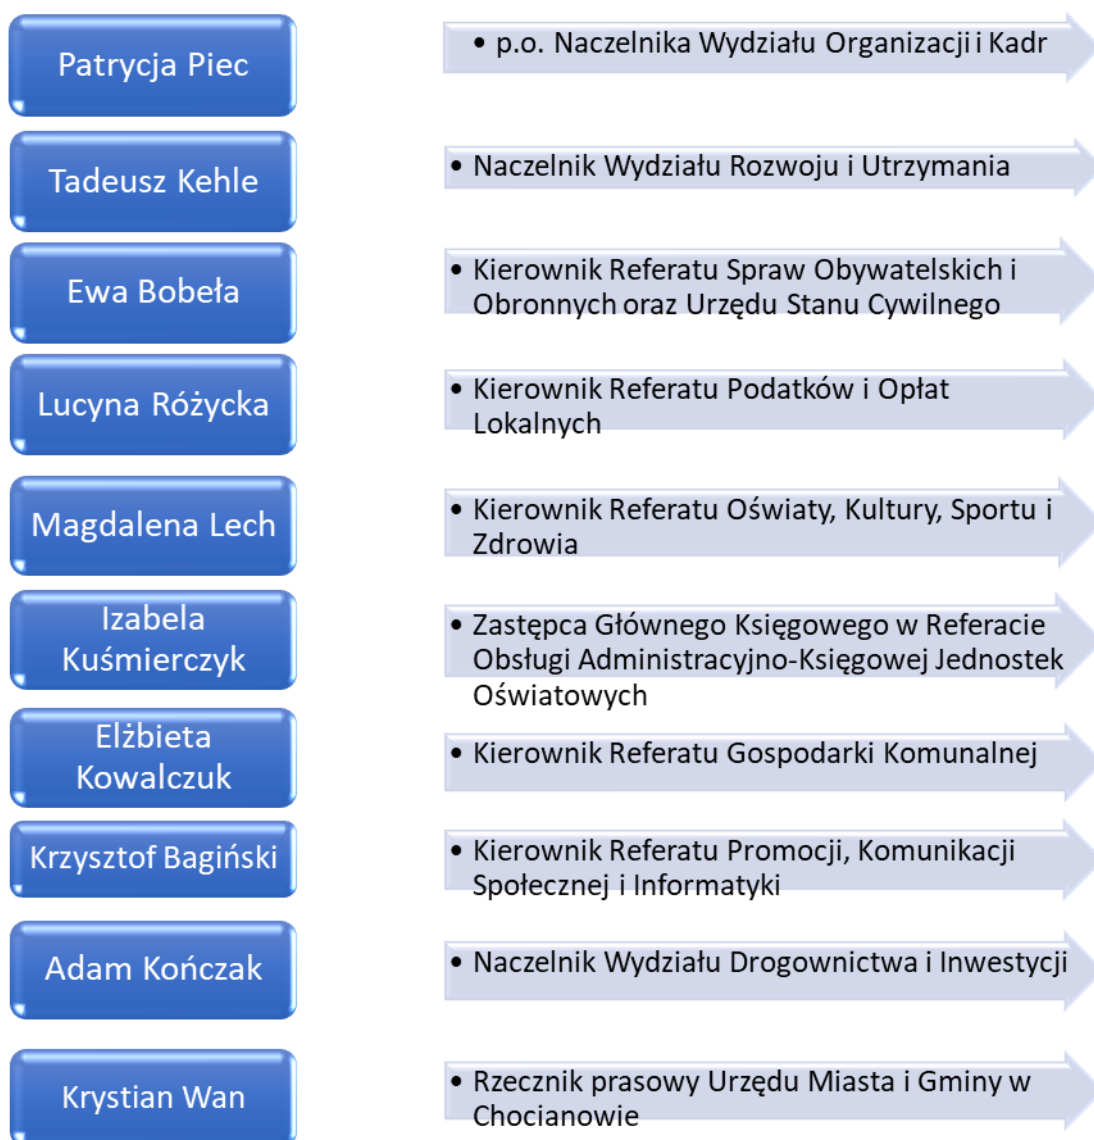 Patrycja Piec
• p.o. Naczelnika Wydziału Organizacji i Kadr
Tadeusz Kehle
• Naczelnik Wydziału Rozwoju i Utrzymania
Ewa Bobeła
• Kierownik Referatu Spraw Obywatelskich i
Obronnych oraz Urzędu Stanu Cywilnego
Lucyna Różycka
• Kierownik Referatu Podatków i Opłat
Lokalnych
Magdalena Lech
• Kierownik Referatu Oświaty, Kultury, Sportu i
Zdrowia
Izabela
Kuśmierczyk
• Zastępca Głównego Księgowego w Referacie
Obsługi Administracyjno-Księgowej Jednostek
Oświatowych
Elżbieta
Kowalczuk
• Kierownik Referatu Gospodarki Komunalnej
Krzysztof Bagiński
• Kierownik Referatu Promocji, Komunikacji
Społecznej i Informatyki
Adam Kończak
• Naczelnik Wydziału Drogownictwa i Inwestycji
Krystian Wan
• Rzecznik prasowy Urzędu Miasta i Gminy w
Chocianowie